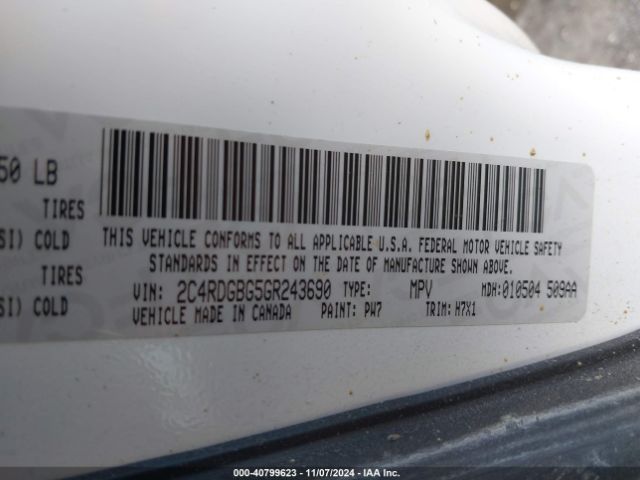 50 LB
TIRES
SI) COLD
TIRES
SI) COLD
THIS VEHICLE CONFORMS TO ALL APPLICABLE U.S.A. FEDERAL MOTOR VEHICLE SAFETY
STANDARDS IN EFFECT ON THE DATE OF MANUFACTURE SHOWN ABOVE.
VIN: 2C4RDGBG5GR243690 TYPE: MPV MDH:010504 509AA
VEHICLE MADE IN CANADA PAINT: PW7 TRIM: H7X1
000-40799623 - 11/07/2024 - IAA Inc.